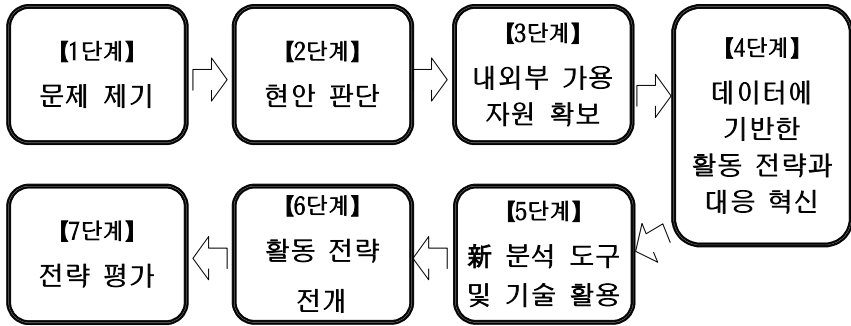 【1단계】
문제 제기
【2단계】
현안 판단
【3단계】
내외부 가용
자원 확보
【4단계】
데이터에
기반한
활동 전략과
대응 혁신
【5단계】
新 분석 도구
및 기술 활용
【6단계】
활동 전략
전개
【7단계】
전략 평가